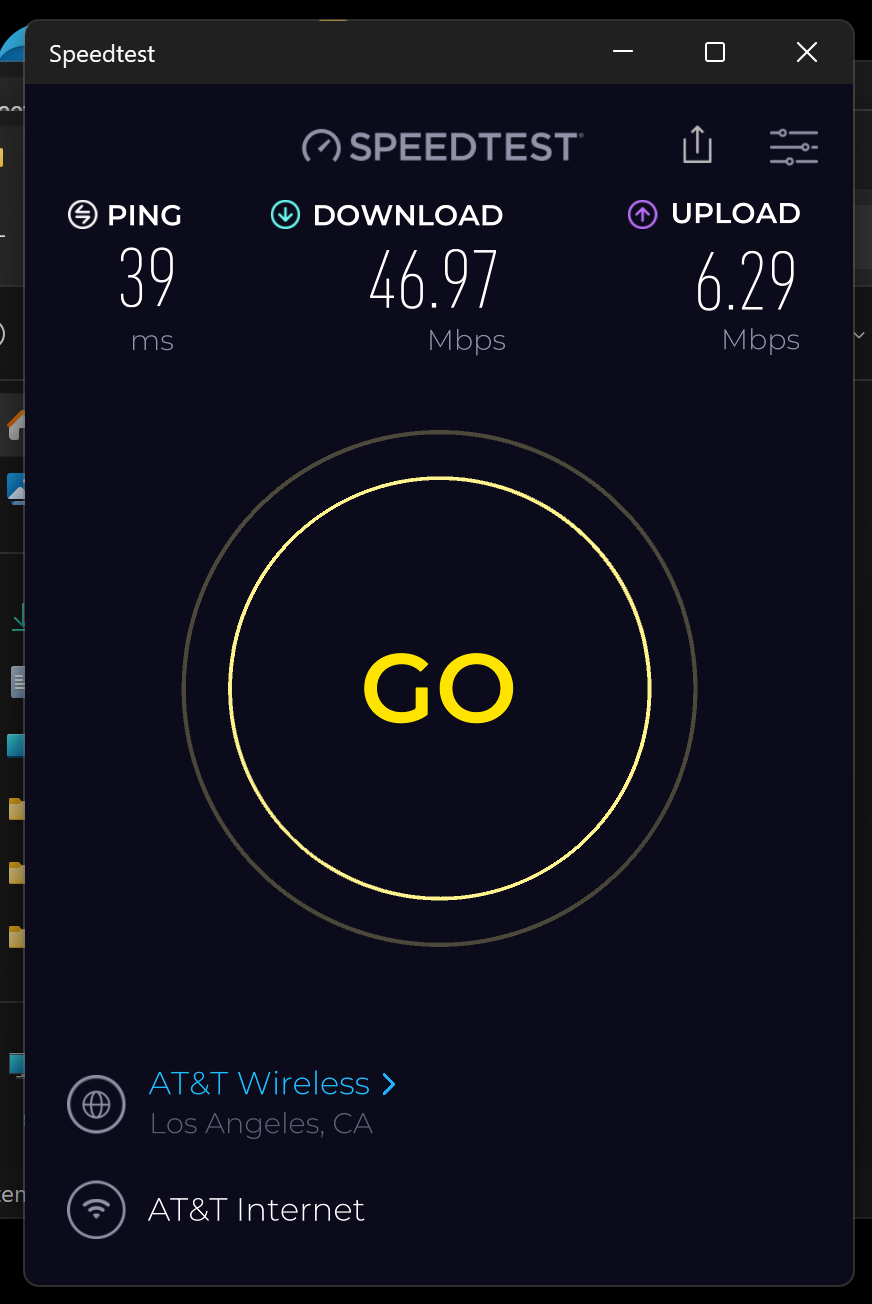 Speedtest
SPEEDTEST
PING
DOWNLOAD
UPLOAD
39
46.97
6.29
ms
Mbps
Mbps
GO
AT&T Wireless
Los Angeles, CA
AT&T Internet